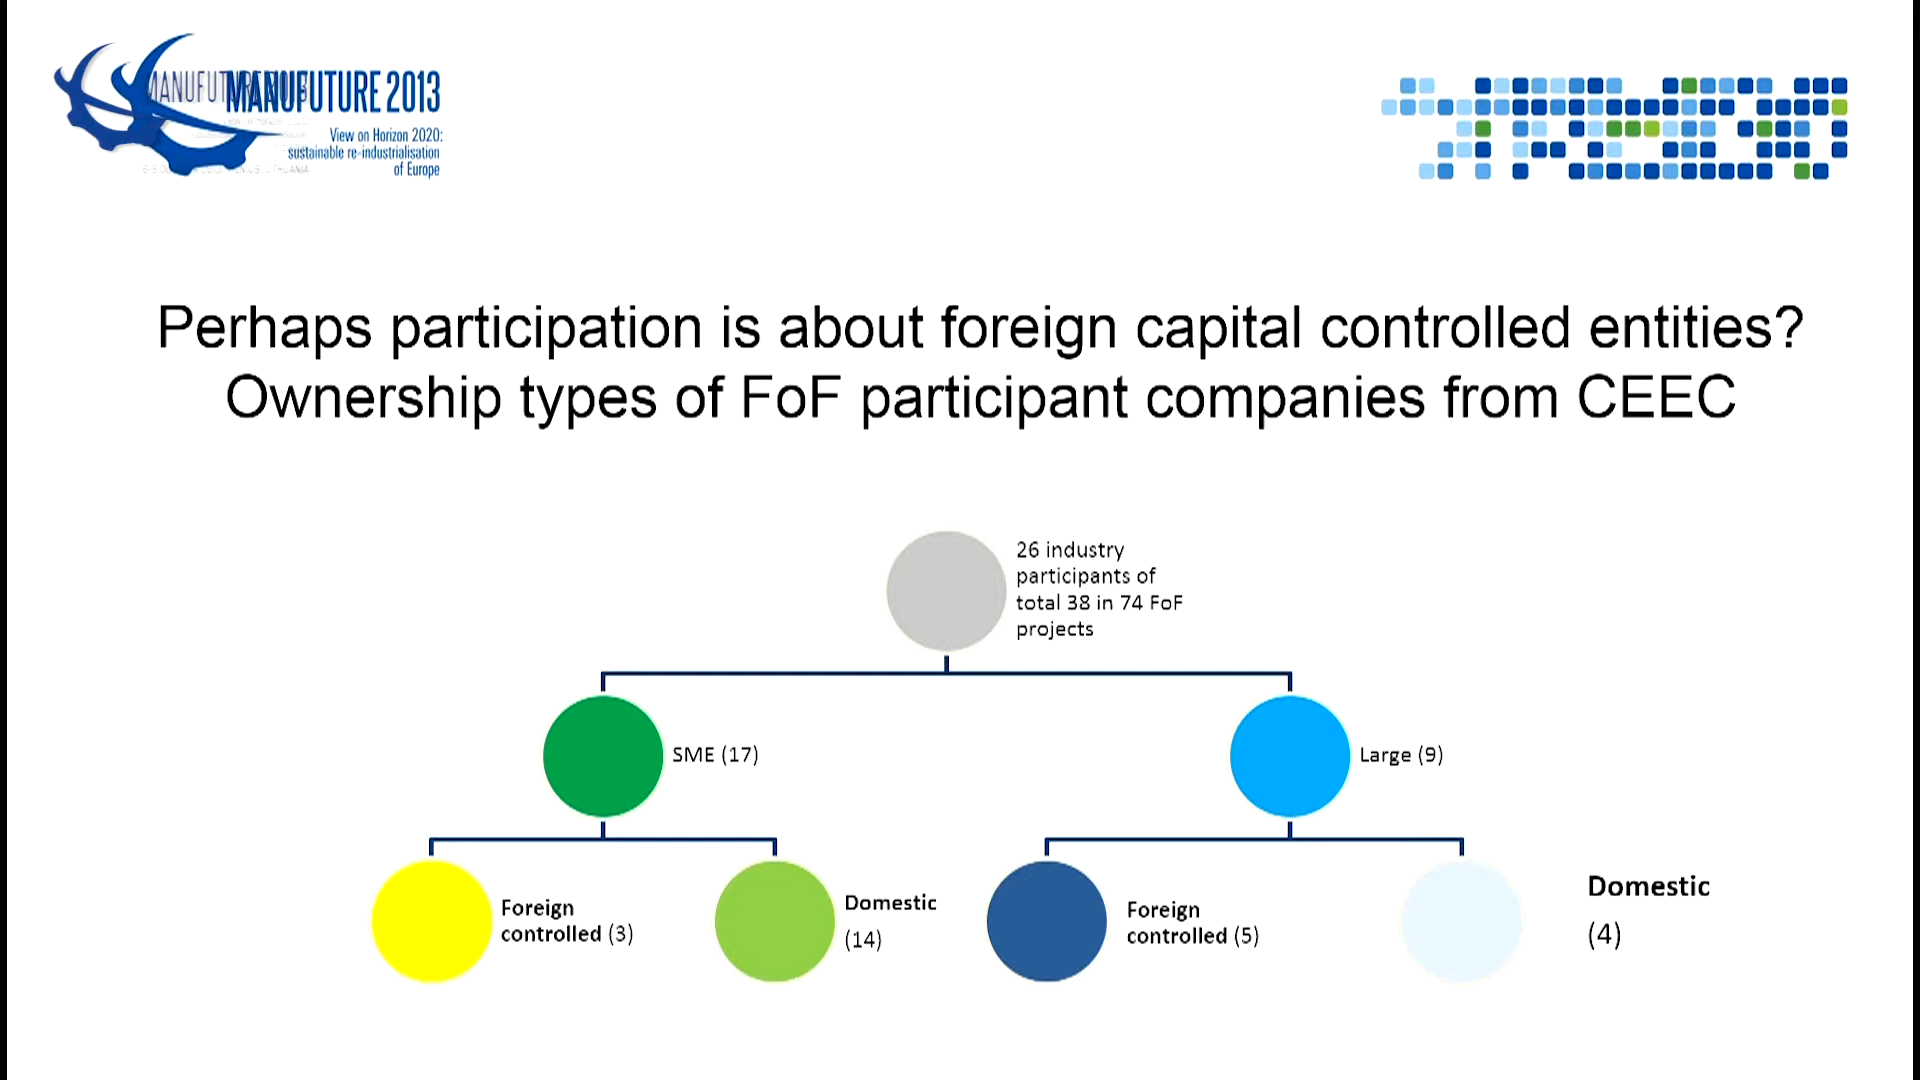 MANUFUTURE 2013
View on Horizon 2020:
sustainable re-industrialisation
of Europe
Perhaps participation is about foreign capital controlled entities?
Ownership types of FoF participant companies from CEEC
26 industry
participants of
total 38 in 74 FoF
projects
SME (17)
Large (9)
Foreign
controlled (3)
Domestic
(14)
Foreign
controlled (5)
Domestic
(4)